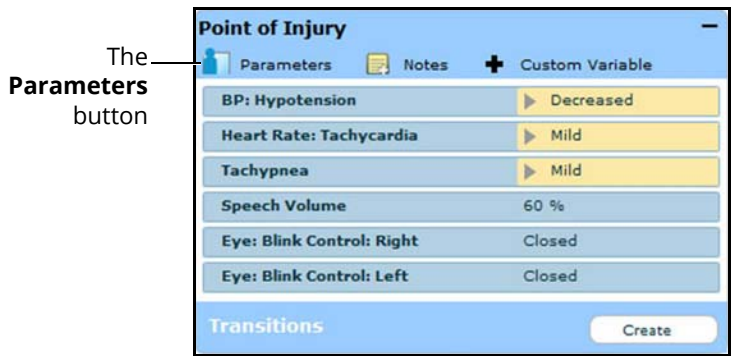 The
Parameters
button
Point of Injury
Parameters Notes Custom Variable
BP: Hypotension Decreased
Heart Rate: Tachycardia Mild
Tachypnea Mild
Speech Volume 60 %
Eye: Blink Control: Right Closed
Eye: Blink Control: Left Closed
Transitions Create